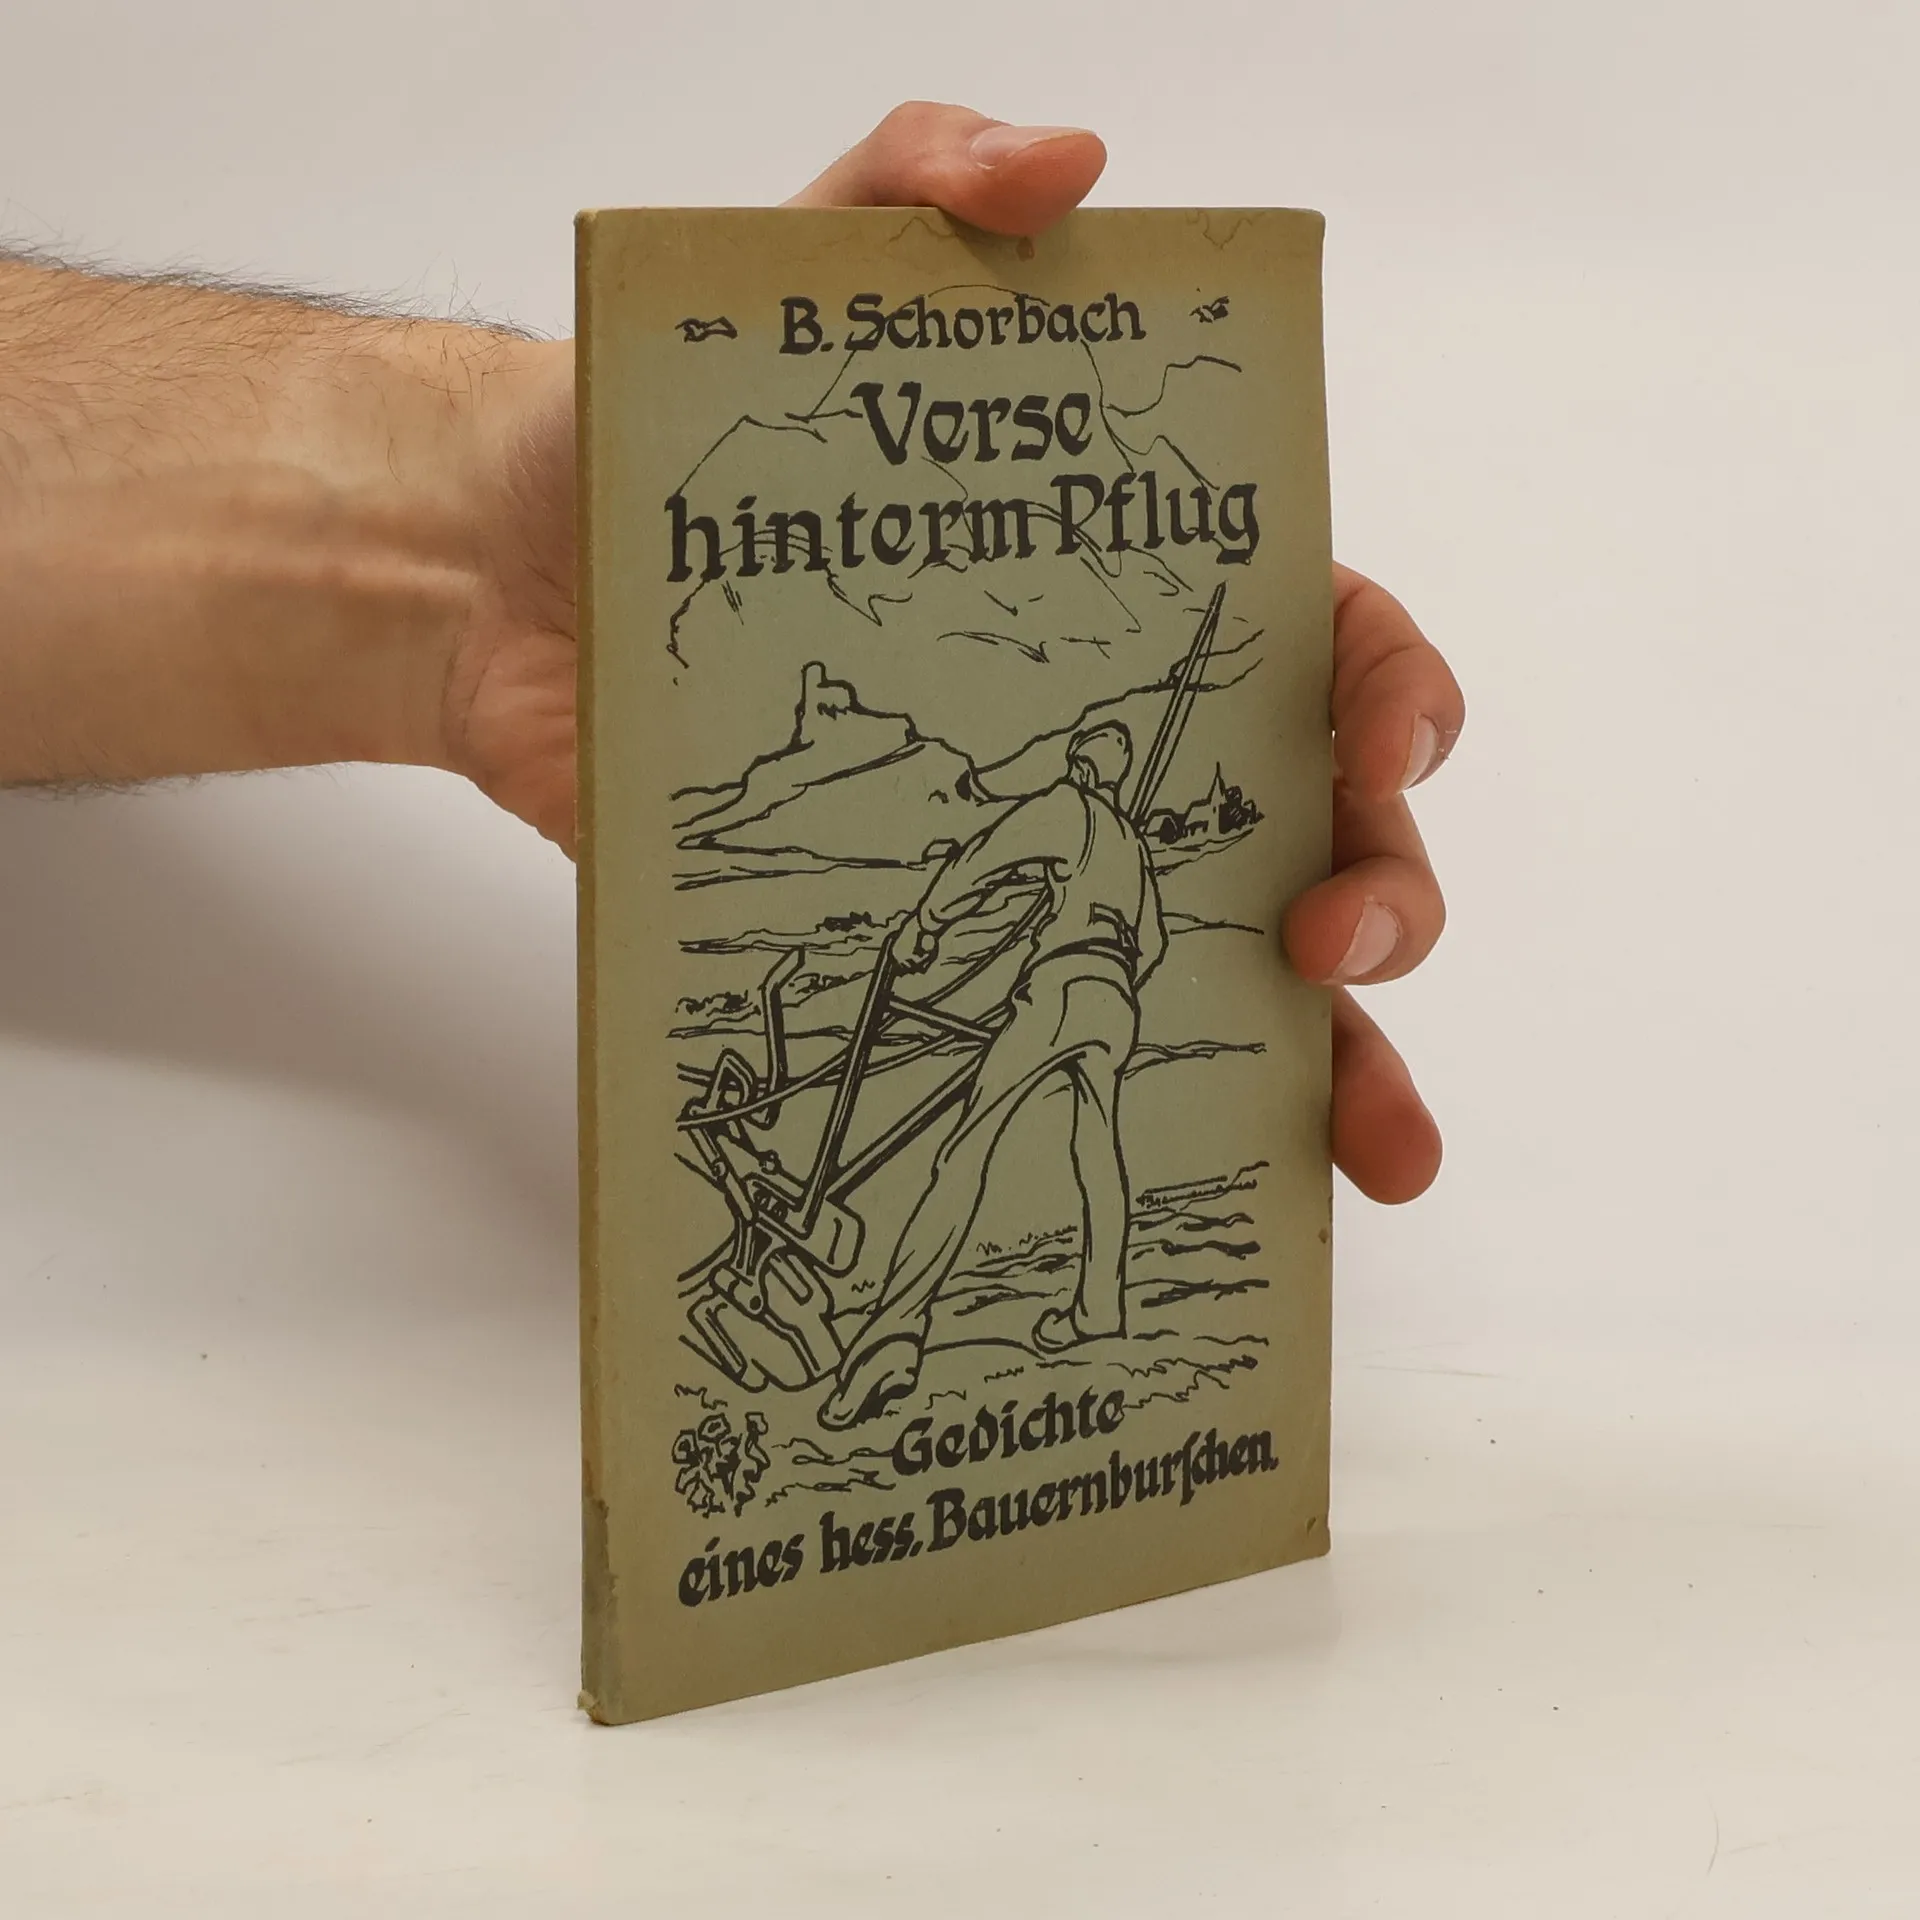 B. Schorbach
Verse
hinterm Pflug
Gedichte
eines hess. Bauernburſchen.